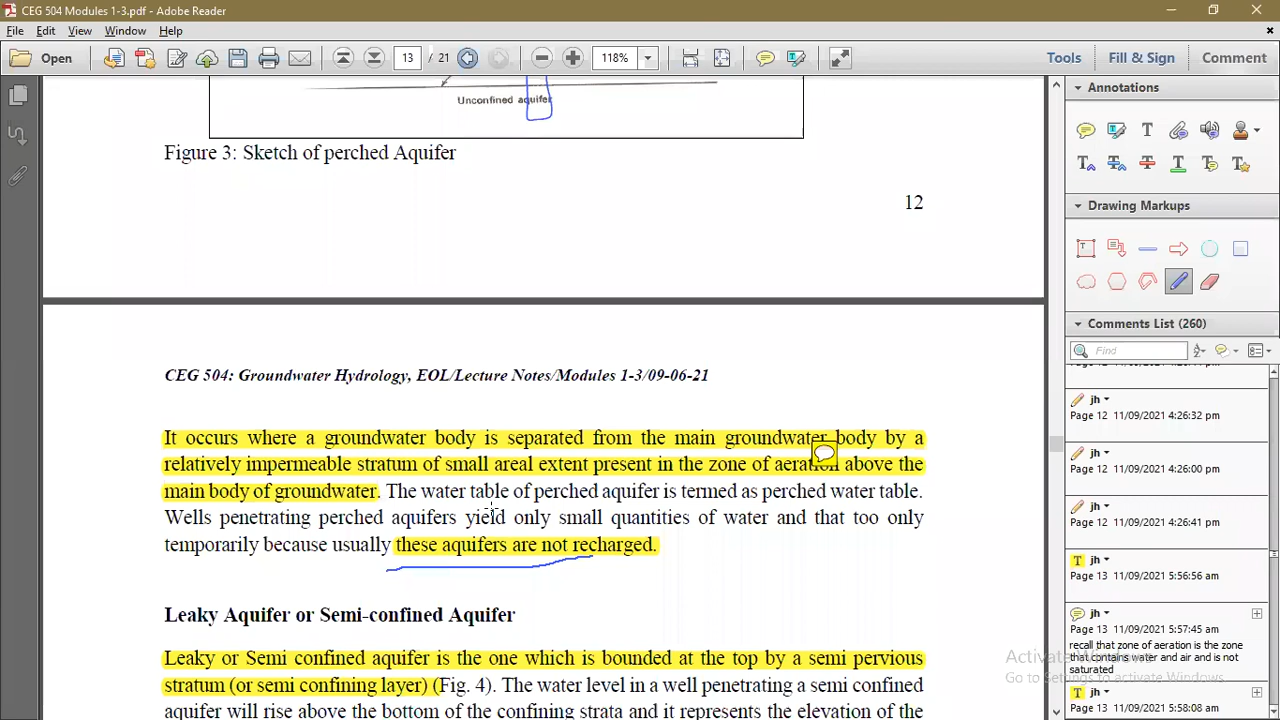 CEG 504 Modules 1-3.pdf - Adobe Reader
File Edit View Window Help
Open 13 / 21 118% Tools Fill & Sign Comment
Unconfined aquifer
Figure 3: Sketch of perched Aquifer
12
CEG 504: Groundwater Hydrology, EOL/Lecture Notes/Modules 1-3/09-06-21
It occurs where a groundwater body is separated from the main groundwater body by a
relatively impermeable stratum of small areal extent present in the zone of aeration above the
main body of groundwater. The water table of perched aquifer is termed as perched water table.
Wells penetrating perched aquifers yield only small quantities of water and that too only
temporarily because usually these aquifers are not recharged.
Leaky Aquifer or Semi-confined Aquifer
Leaky or Semi confined aquifer is the one which is bounded at the top by a semi pervious
stratum (or semi confining layer) (Fig. 4). The water level in a well penetrating a semi confined
aquifer will rise above the bottom of the confining strata and it represents the elevation of the
Annotations
Drawing Markups
Comments List (260)
Find
Page 12 11/09/2021 4:26:32 pm
jh
Page 12 11/09/2021 4:26:32 pm
jh
Page 12 11/09/2021 4:26:00 pm
jh
Page 12 11/09/2021 4:26:41 pm
T jh
Page 13 11/09/2021 5:56:56 am
jh
Page 13 11/09/2021 5:57:45 am
recall that zone of aeration is the zone
that contains water and air and is not
saturated
T jh
Page 13 11/09/2021 5:58:08 am
Activate Windows
Go to Settings to activate Windows.